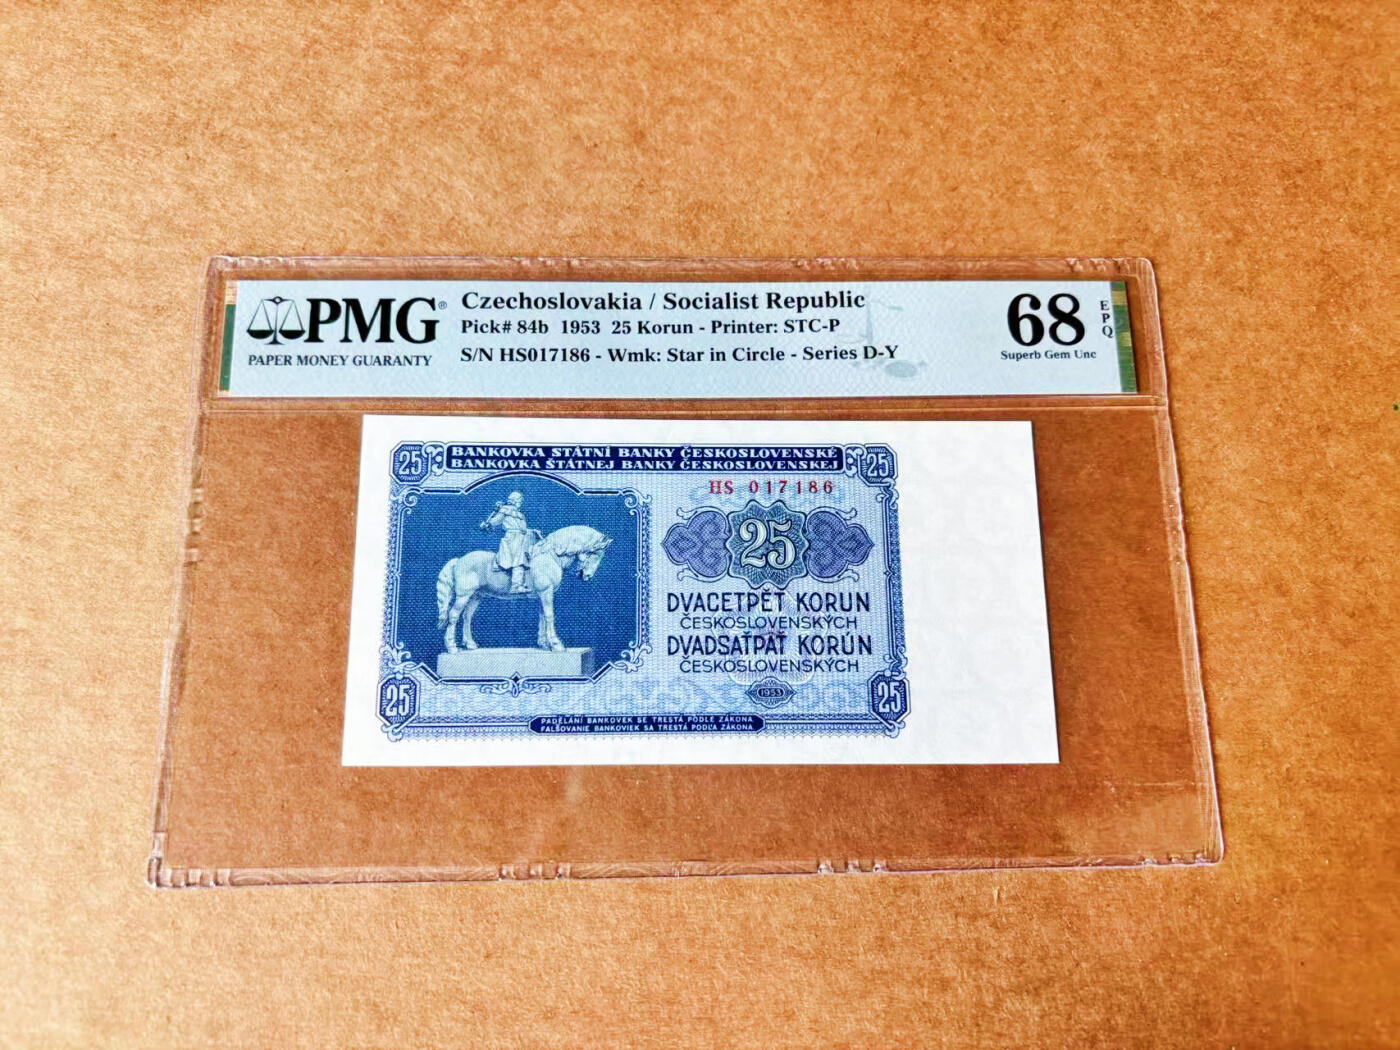 PMG®
PAPER MONEY GUARANTY
Czechoslovakia / Socialist Republic
Pick# 84b 1953 25 Korun - Printer: STC-P
S/N HS017186 - Wmk: Star in Circle - Series D-Y
68 EPQ
Superb Gem Unc
25 BANKOVKA STÁTNÍ BANKY ČESKOSLOVENSKÉ 25
BANKOVKA ŠTÁTNEJ BANKY ČESKOSLOVENSKEJ
HS 017186
25
DVACETPĚT KORUN
ČESKOSLOVENSKÝCH
DVADSAŤPÄŤ KORÚN
ČESKOSLOVENSKÝCH
1953
25 25
PADĚLÁNÍ BANKOVEK SE TRESTÁ PODLE ZÁKONA
FALŠOVANIE BANKOVIEK SA TRESTÁ PODĽA ZÁKONA